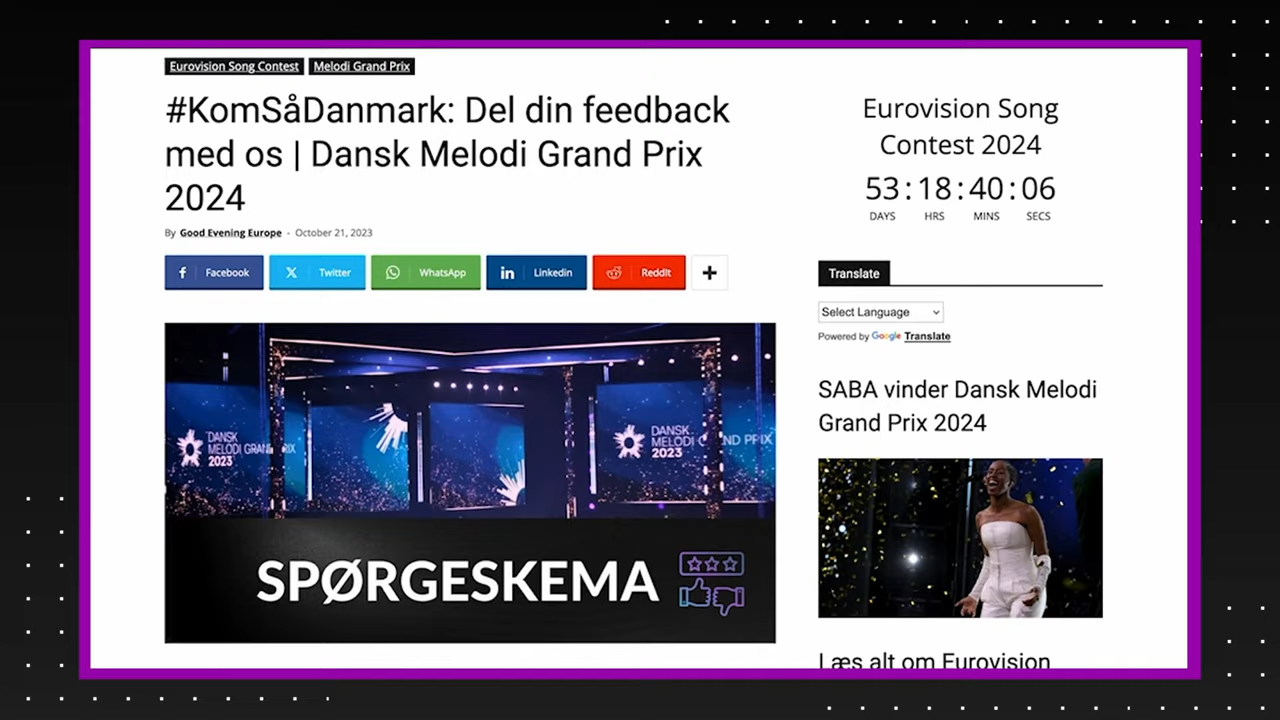 Eurovision Song Contest Melodi Grand Prix
#KomSåDanmark: Del din feedback
med os | Dansk Melodi Grand Prix
2024
By Good Evening Europe - October 21, 2023
Facebook Twitter WhatsApp Linkedin ReddIt
DANSK
MELODI GRAND PRIX
2023
DANSK
MELODI GRAND PRIX
2023
SPØRGESKEMA
Eurovision Song
Contest 2024
53 : 18 : 40 : 06
DAYS HRS MINS SECS
Translate
Select Language
Powered by Google Translate
SABA vinder Dansk Melodi
Grand Prix 2024
Læs alt om Eurovision